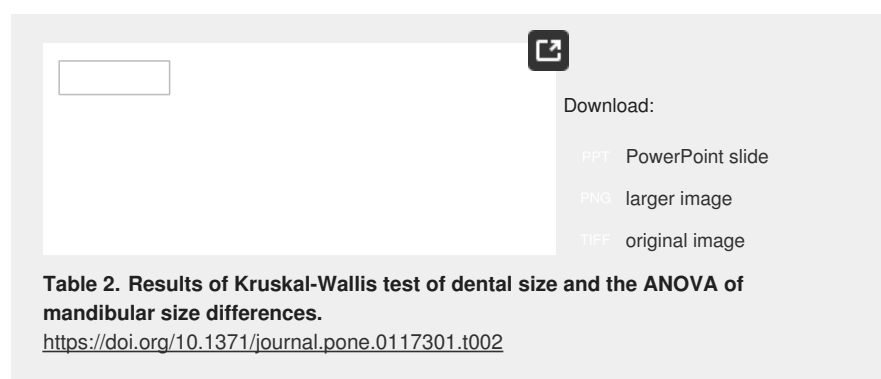 Download:
PPT PowerPoint slide
PNG larger image
TIFF original image
Table 2. Results of Kruskal-Wallis test of dental size and the ANOVA of
mandibular size differences.
https://doi.org/10.1371/journal.pone.0117301.t002